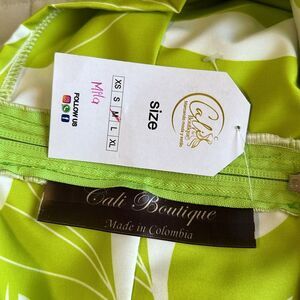 Cali
Boutique
size
XS S M L XL
Mila
FOLLOW US
Cali Boutique
Made in Colombia